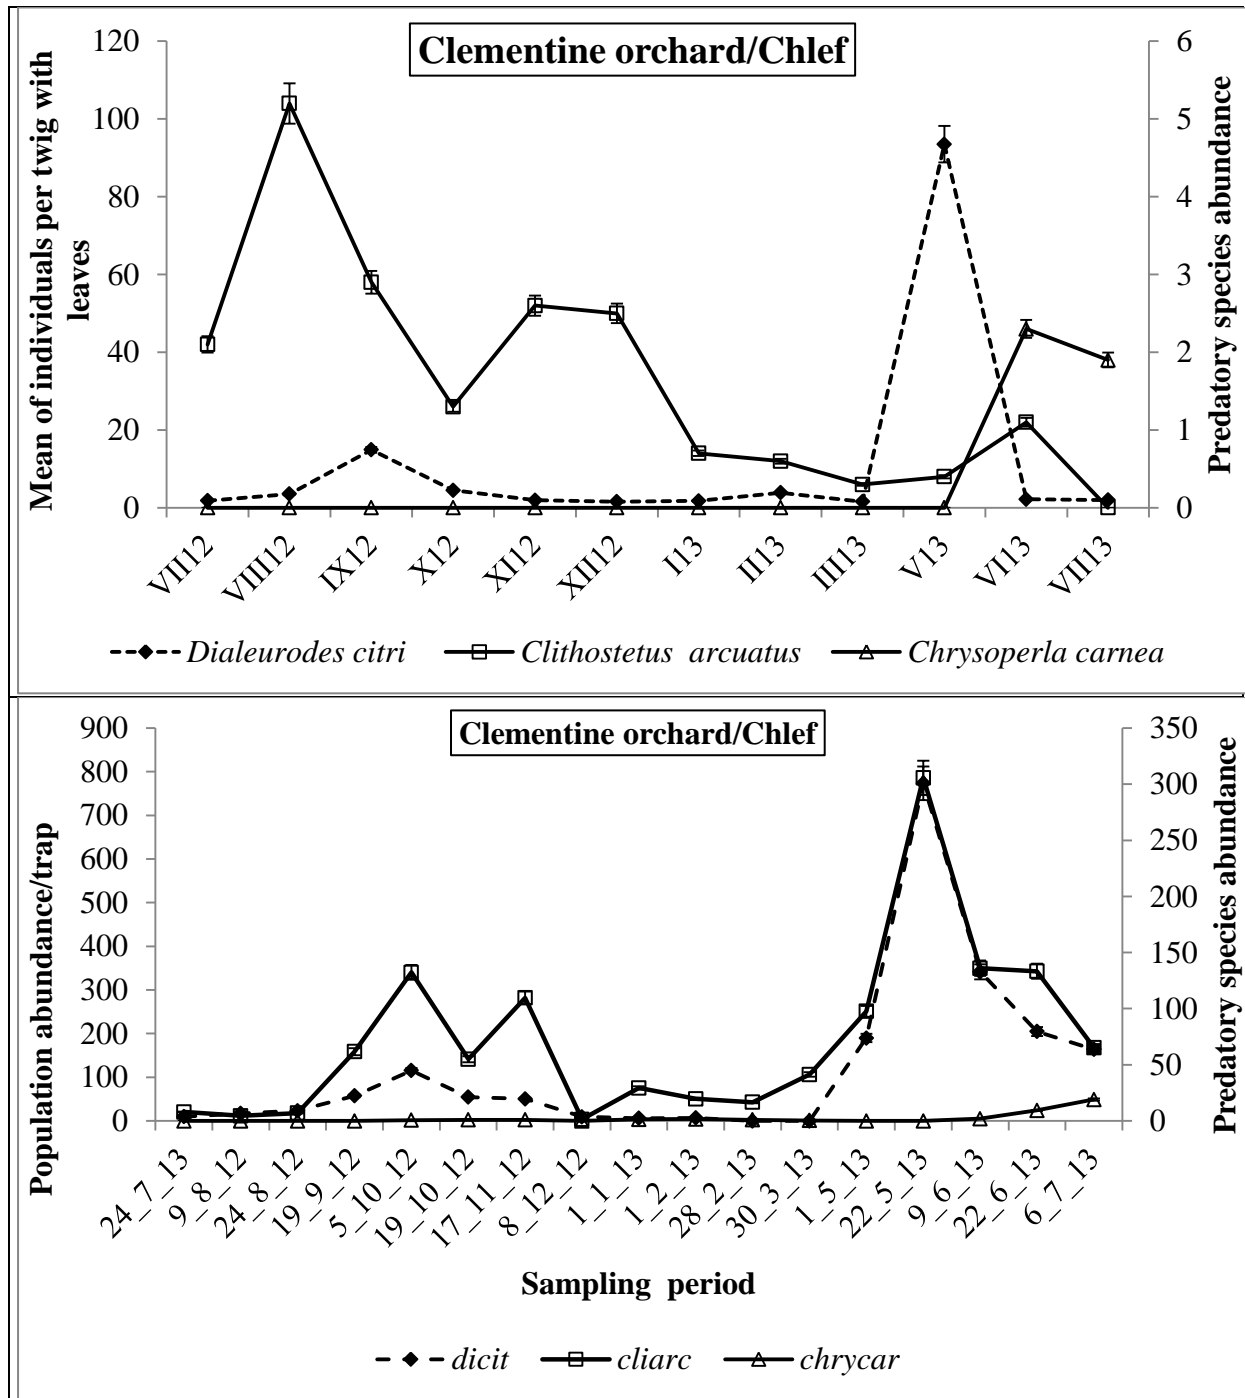 Clementine orchard/Chlef
Mean of individuals per twig with
leaves
120
100
80
60
40
20
0
6
5
4
3
2
1
0
Predatory species abundance
VII12
VIII12
IX12
X12
XI12
XII12
I13
II13
III13
V13
VI13
VII13
Dialeurodes citri
Clithostetus arcuatus
Chrysoperla carnea
Clementine orchard/Chlef
Population abundance/trap
900
800
700
600
500
400
300
200
100
0
350
300
250
200
150
100
50
0
Predatory species abundance
24_7_13
9_8_12
24_8_12
19_9_12
5_10_12
19_10_12
17_11_12
8_12_12
1_1_13
1_2_13
28_2_13
30_3_13
1_5_13
22_5_13
9_6_13
22_6_13
6_7_13
Sampling period
dicit
cliarc
chrycar